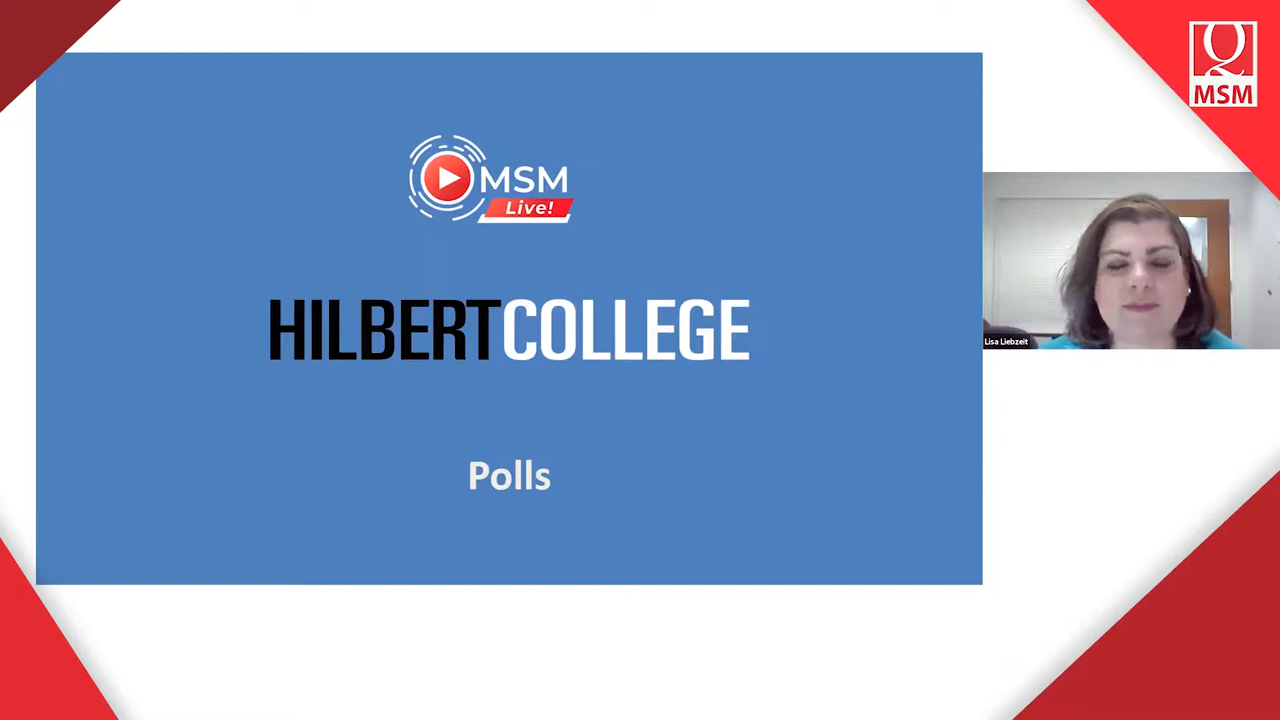 MSM
Live!
HILBERTCOLLEGE
Polls
Q
MSM
Lisa Liebzeit